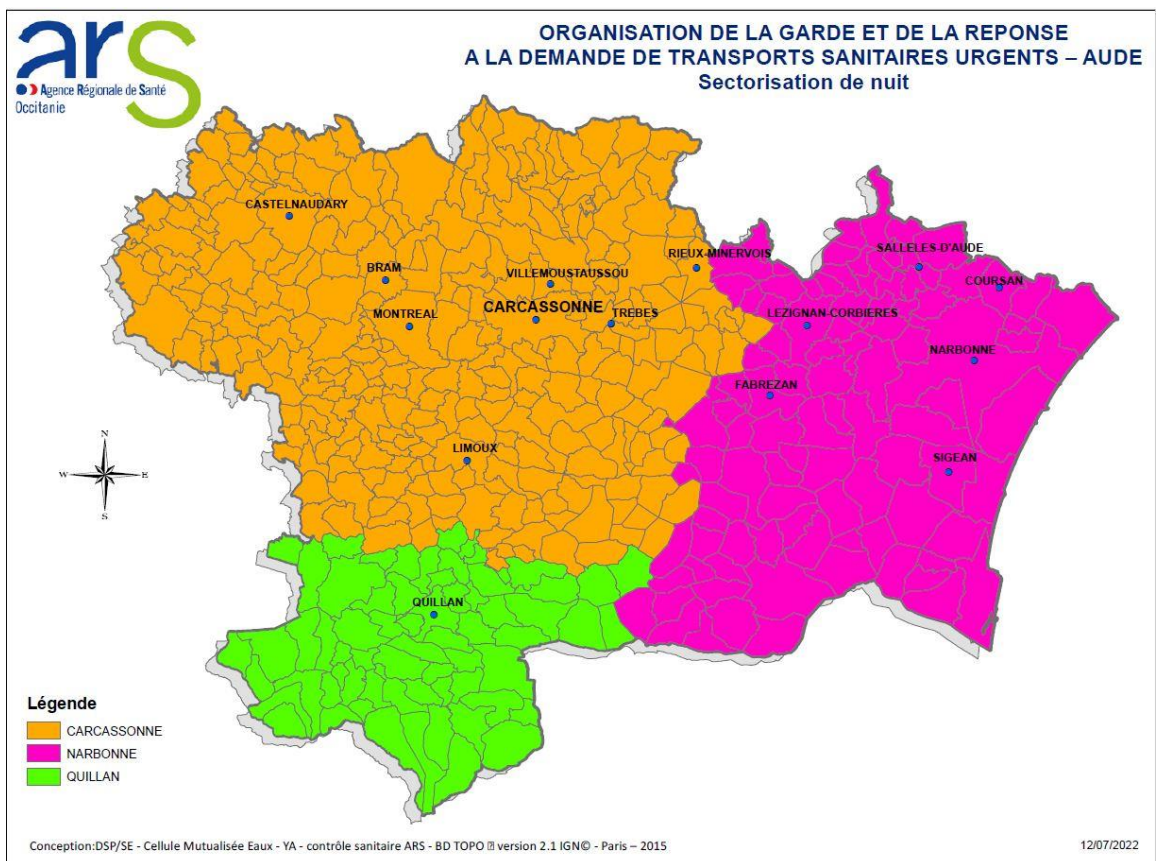 ars
Agence Régionale de Santé
Occitanie
ORGANISATION DE LA GARDE ET DE LA REPONSE
A LA DEMANDE DE TRANSPORTS SANITAIRES URGENTS – AUDE
Sectorisation de nuit
CASTELNAUDARY
BRAM
VILLEMOUSTAUSSOU
RIEUX-MINERVOIS
SALLELES-D'AUDE
COURSAN
MONTREAL
CARCASSONNE
TREBES
LEZIGNAN-CORBIERES
NARBONNE
FABREZAN
LIMOUX
SIGEAN
N
W
E
S
QUILLAN
Légende
CARCASSONNE
NARBONNE
QUILLAN
Conception:DSP/SE - Cellule Mutualisée Eaux - YA - contrôle sanitaire ARS - BD TOPO ⍰ version 2.1 IGN© - Paris – 2015
12/07/2022